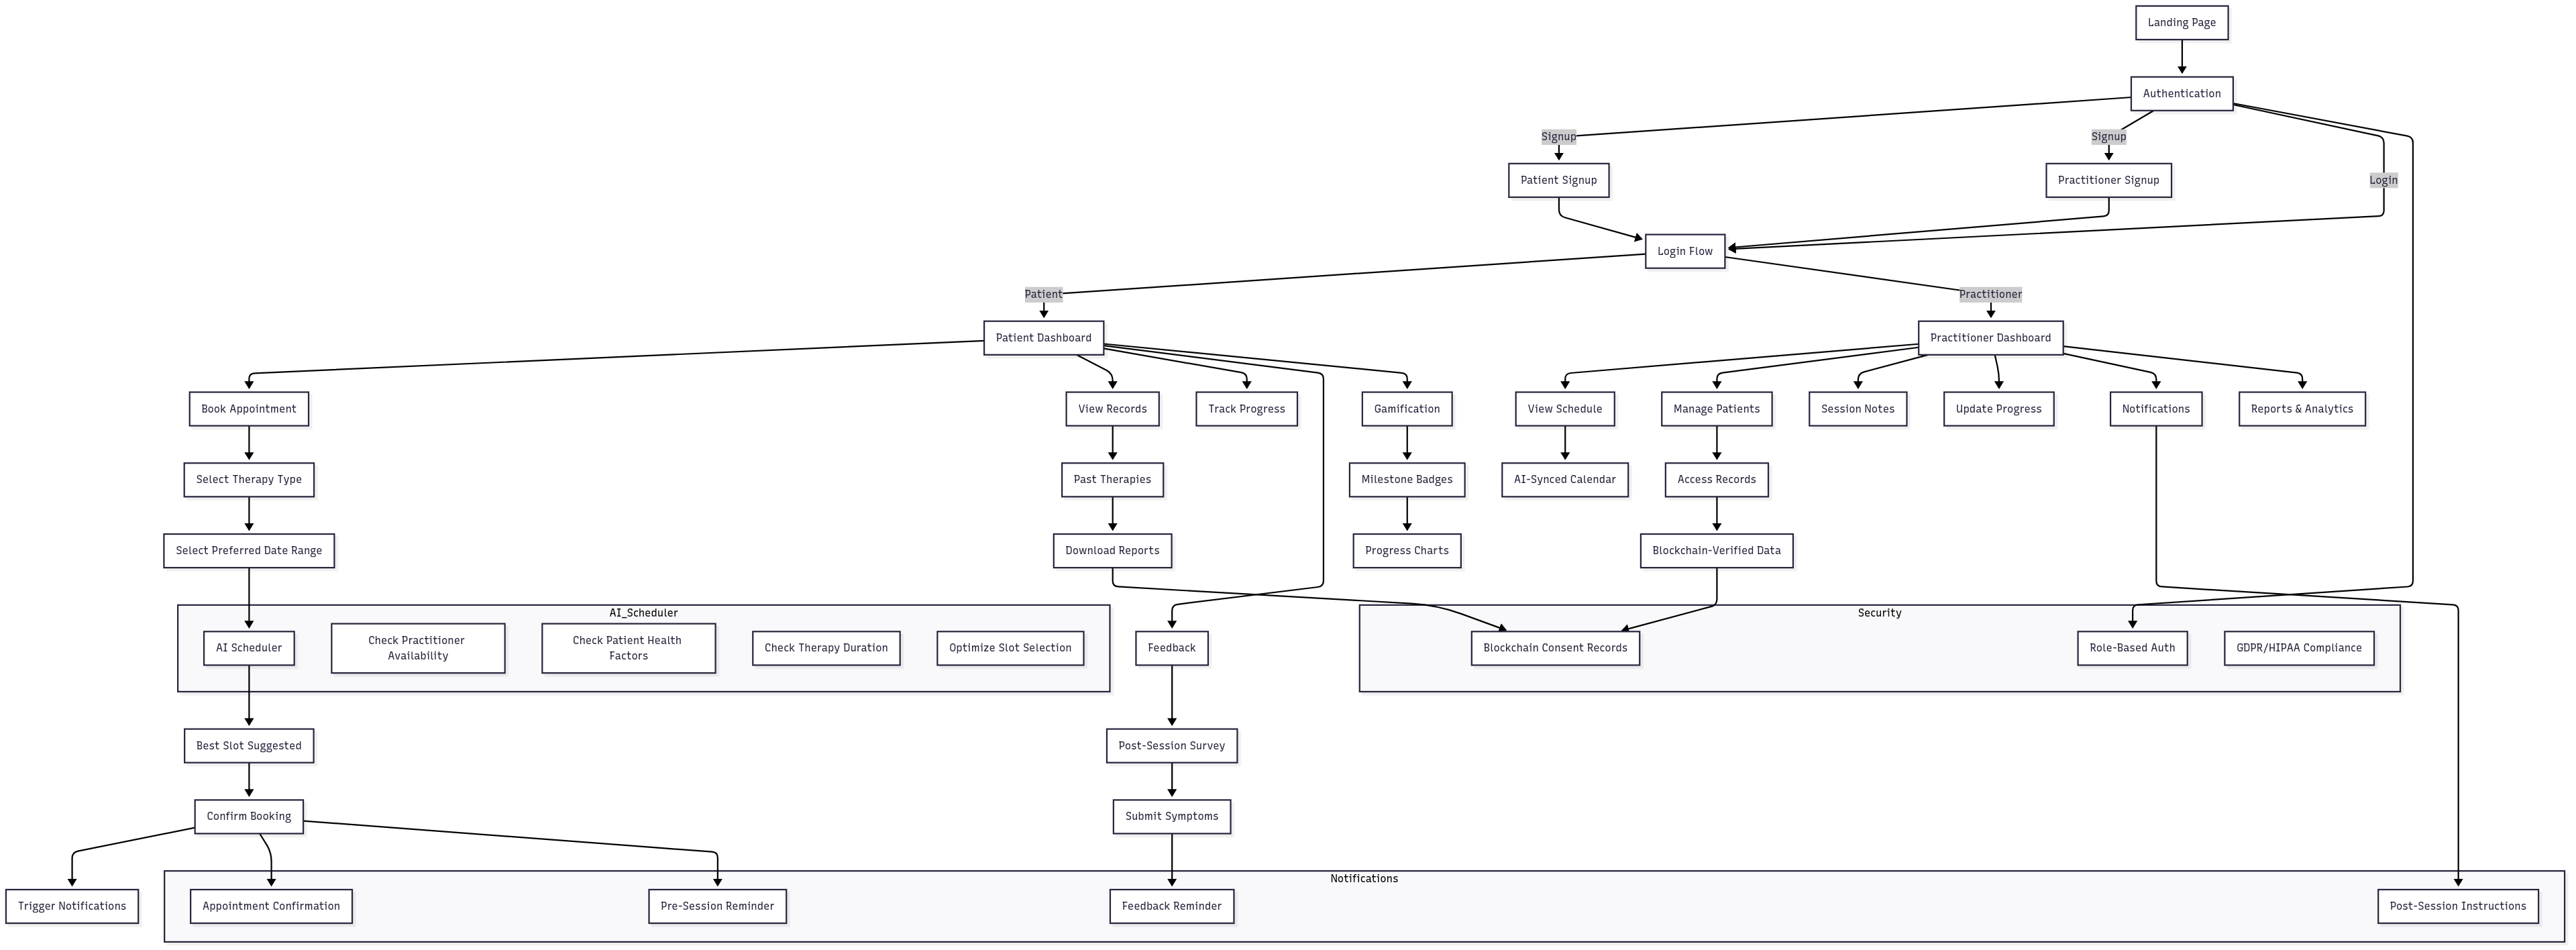 Landing Page
Authentication
Signup
Signup
Patient Signup
Practitioner Signup
Login
Login Flow
Patient
Practitioner
Patient Dashboard
Practitioner Dashboard
Book Appointment
View Records
Track Progress
Gamification
View Schedule
Manage Patients
Session Notes
Update Progress
Notifications
Reports & Analytics
Select Therapy Type
Past Therapies
Milestone Badges
AI-Synced Calendar
Access Records
Select Preferred Date Range
Download Reports
Progress Charts
Blockchain-Verified Data
AI_Scheduler
Security
AI Scheduler
Check Practitioner
Availability
Check Patient Health
Factors
Check Therapy Duration
Optimize Slot Selection
Feedback
Blockchain Consent Records
Role-Based Auth
GDPR/HIPAA Compliance
Best Slot Suggested
Post-Session Survey
Confirm Booking
Submit Symptoms
Notifications
Trigger Notifications
Appointment Confirmation
Pre-Session Reminder
Feedback Reminder
Post-Session Instructions